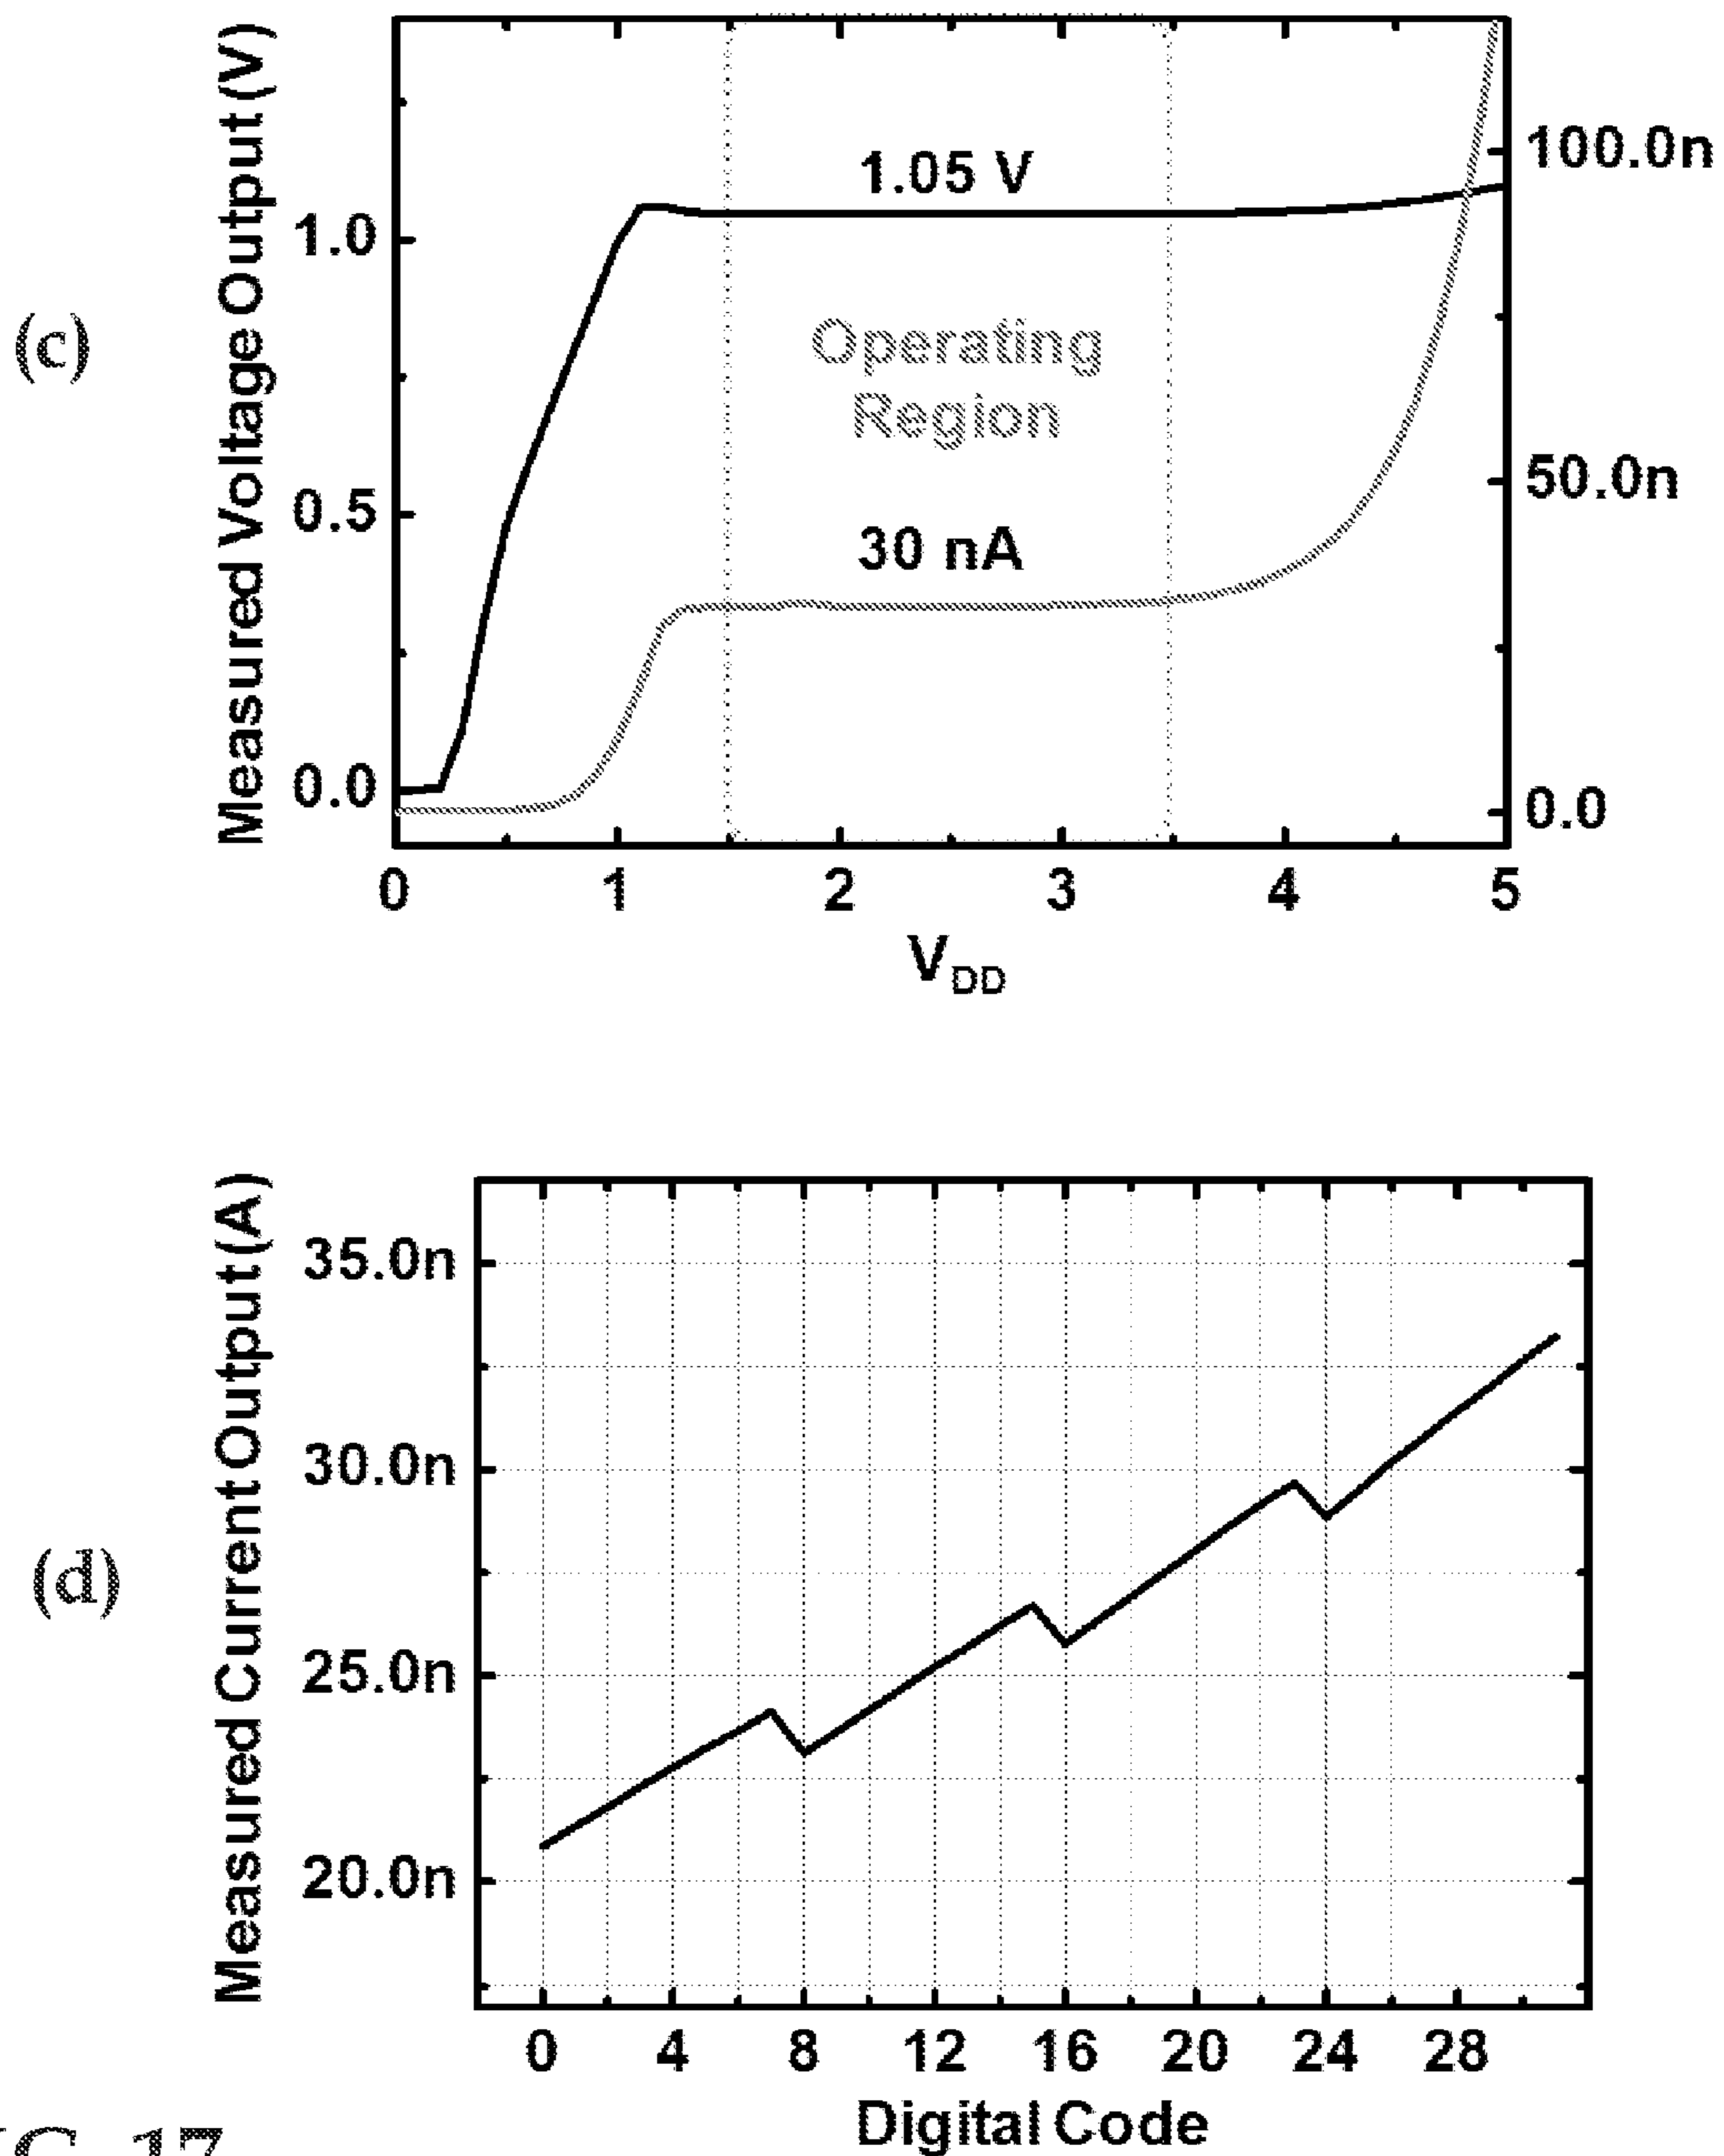 (c)
Measured Voltage Output (V)
1.0
0.5
0.0
1.05 V
Operating
Region
30 nA
100.0n
50.0n
0.0
0 1 2 3 4 5
VDD
(d)
Measured Current Output (A)
35.0n
30.0n
25.0n
20.0n
0 4 8 12 16 20 24 28
Digital Code
17